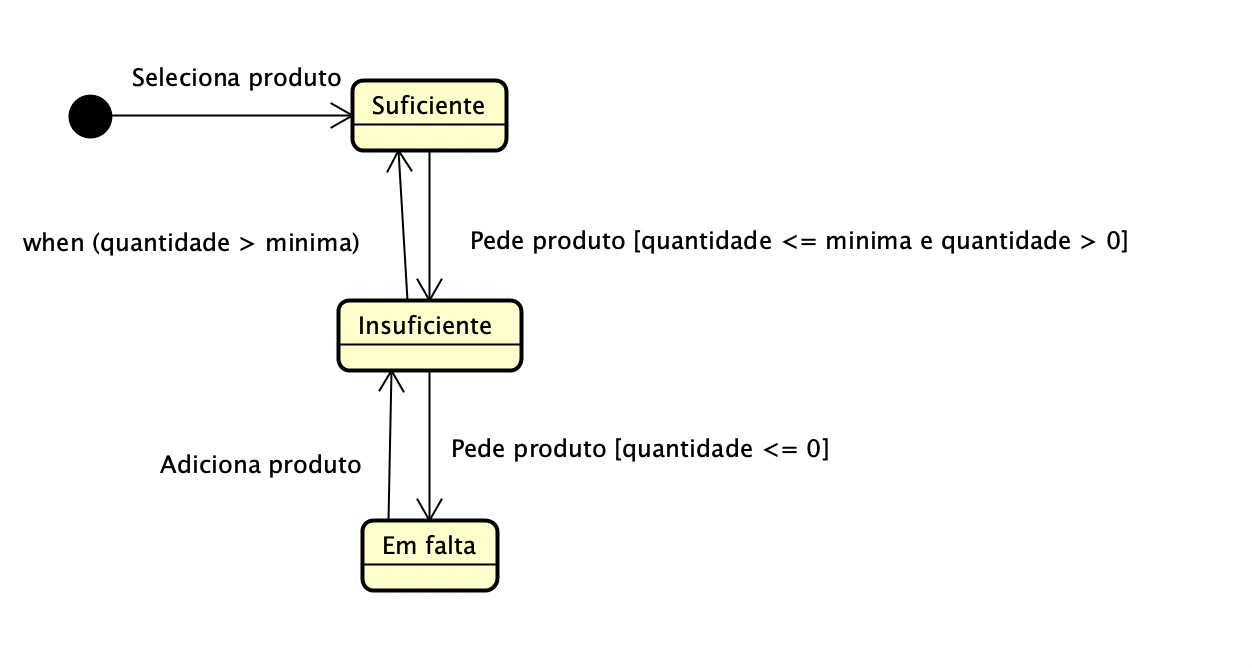 Seleciona produto
Suficiente
when (quantidade > minima)
Pede produto [quantidade <= minima e quantidade > 0]
Insuficiente
Adiciona produto
Pede produto [quantidade <= 0]
Em falta